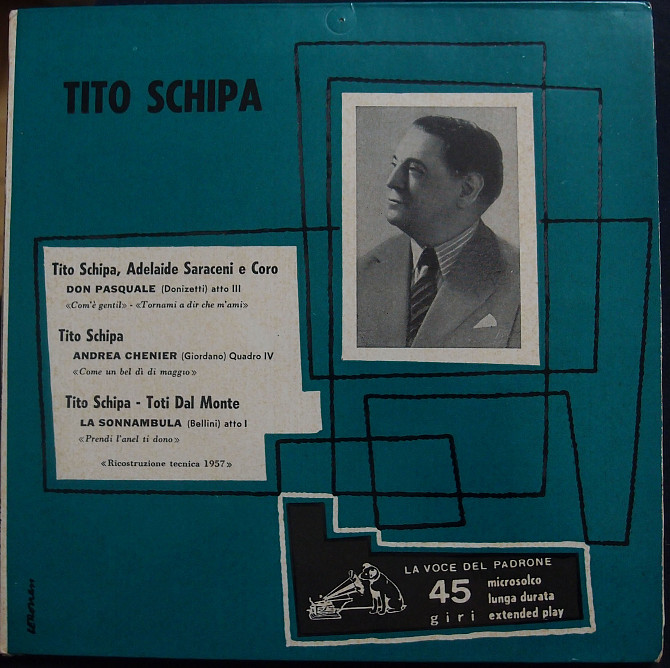 TITO SCHIPA
Tito Schipa, Adelaide Saraceni e Coro
DON PASQUALE (Donizetti) atto III
«Com'è gentil» - «Tornami a dir che m'ami»
Tito Schipa
ANDREA CHENIER (Giordano) Quadro IV
«Come un bel dì di maggio»
Tito Schipa - Toti Dal Monte
LA SONNAMBULA (Bellini) atto I
«Prendi l'anel ti dono»
«Ricostruzione tecnica 1957»
LA VOCE DEL PADRONE
45 giri
microsolco
lunga durata
extended play